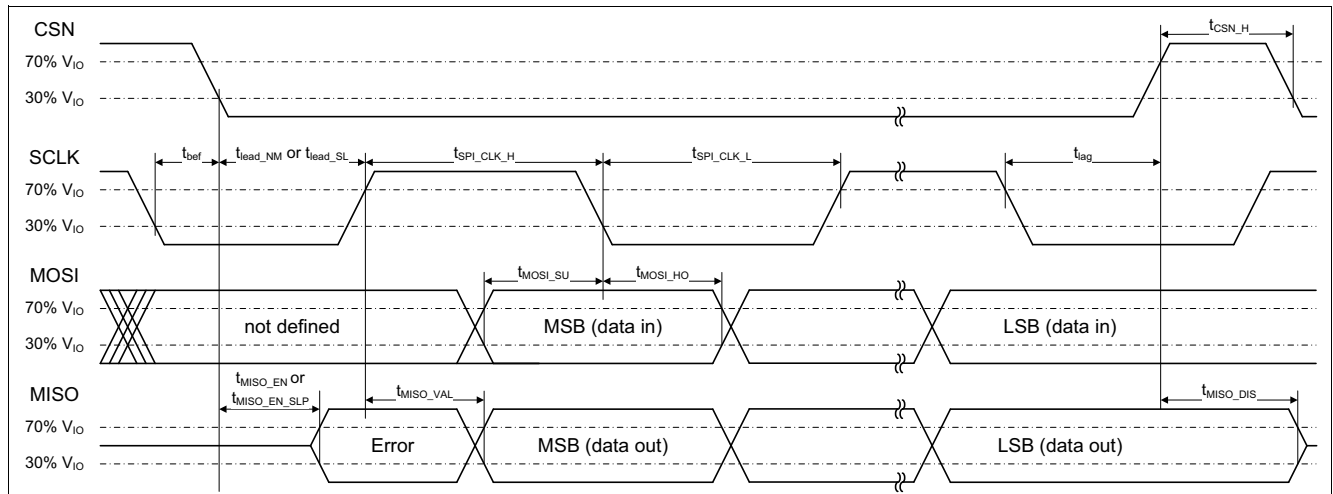 CSN
t_CSN_H
70% V_IO
30% V_IO
SCLK
t_bef
t_lead_NM or t_lead_SL
t_SPI_CLK_H
t_SPI_CLK_L
t_lag
70% V_IO
30% V_IO
MOSI
t_MOSI_SU
t_MOSI_HO
70% V_IO
not defined
MSB (data in)
LSB (data in)
30% V_IO
MISO
t_MISO_EN or
t_MISO_EN_SLP
t_MISO_VAL
t_MISO_DIS
70% V_IO
Error
MSB (data out)
LSB (data out)
30% V_IO